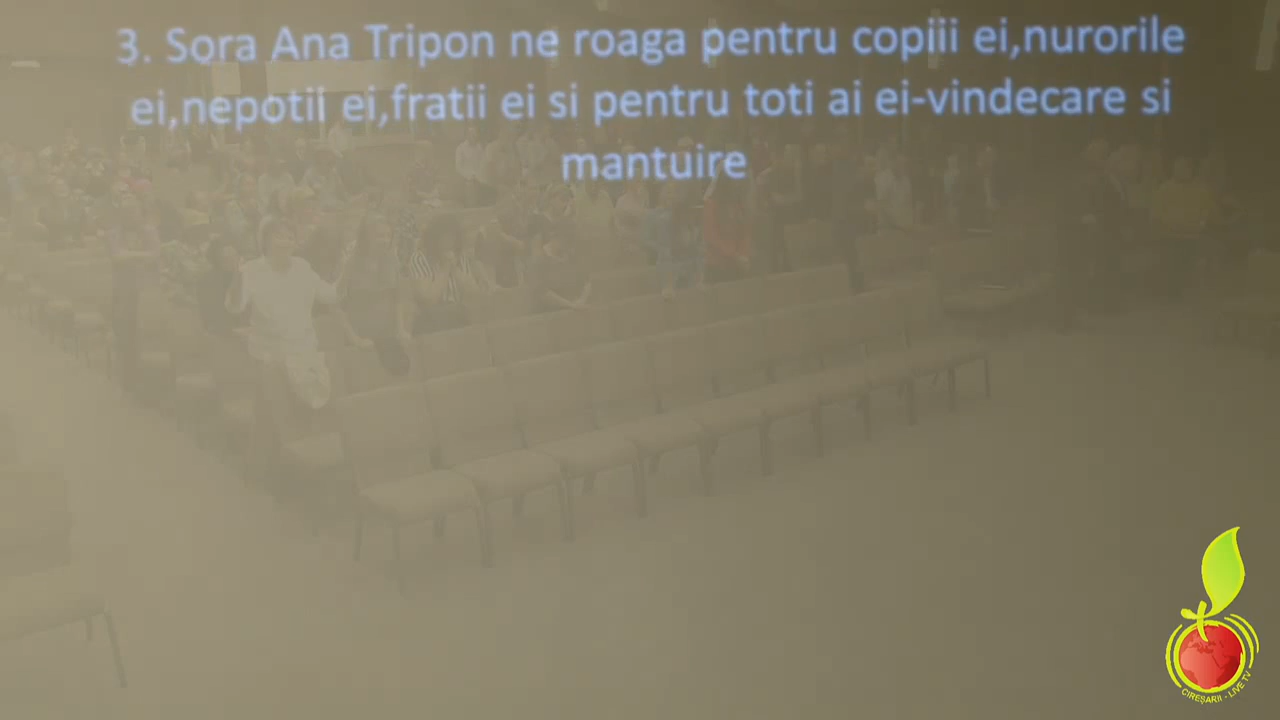 3. Sora Ana Tripon ne roaga pentru copiii ei,nurorile
ei,nepotii ei,fratii ei si pentru toti ai ei-vindecare si
mantuire
CIREȘARII - LIVE TV